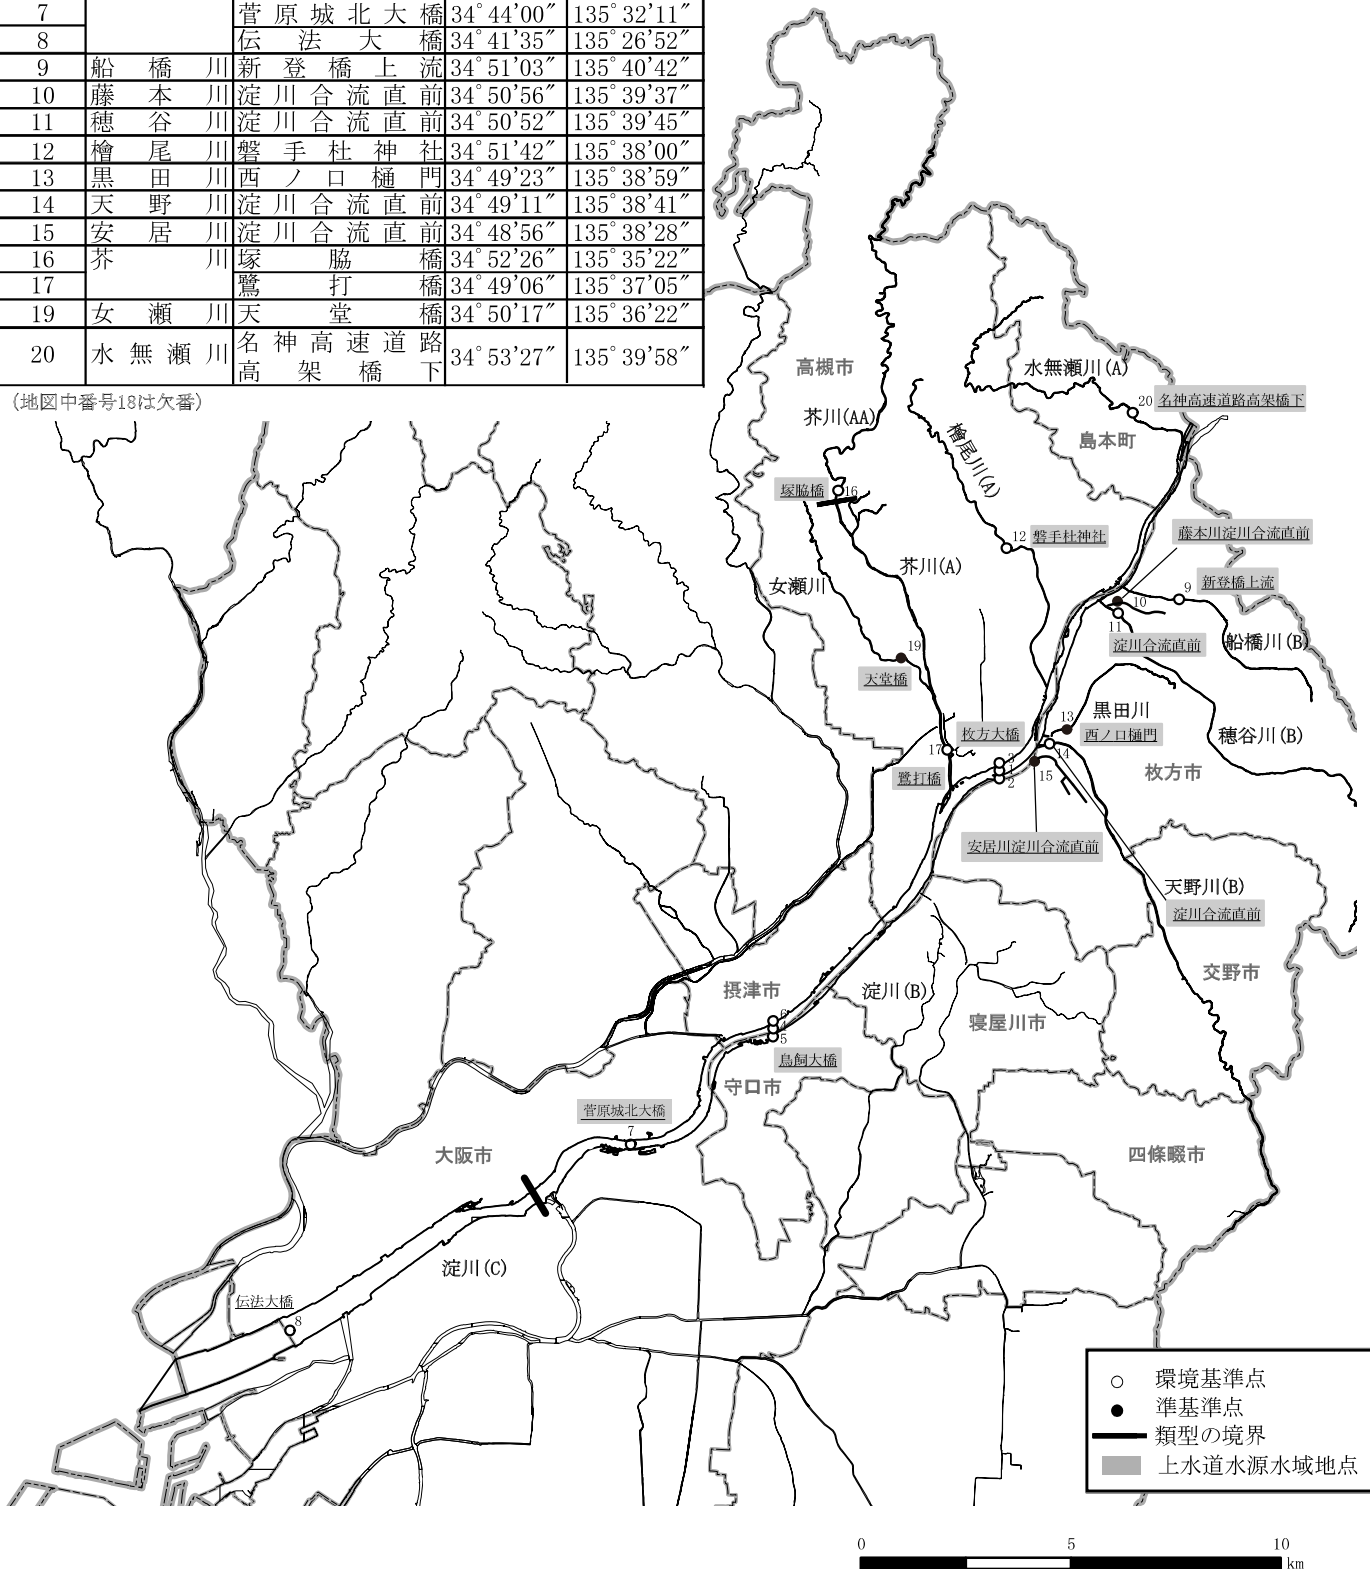 7 菅原城北大橋 34°44’00″ 135°32’11″
8 伝法大橋 34°41’35″ 135°26’52″
9 船橋川 新登橋上流 34°51’03″ 135°40’42″
10 藤本川 淀川合流直前 34°50’56″ 135°39’37″
11 穂谷川 淀川合流直前 34°50’52″ 135°39’45″
12 檜尾川 磐手杜神社 34°51’42″ 135°38’00″
13 黒田川 西ノ口樋門 34°49’23″ 135°38’59″
14 天野川 淀川合流直前 34°49’11″ 135°38’41″
15 安居川 淀川合流直前 34°48’56″ 135°38’28″
16 芥川 塚脇橋 34°52’26″ 135°35’22″
17 鷺打橋 34°49’06″ 135°37’05″
19 女瀬川 天堂橋 34°50’17″ 135°36’22″
20 水無瀬川 名神高速道路高架橋下 34°53’27″ 135°39’58″
(地図中番号18は欠番)
高槻市
水無瀬川(A)
芥川(AA)
20 名神高速道路高架橋下
島本町
檜尾川(A)
塚脇橋 16
藤本川淀川合流直前
12 磐手杜神社
芥川(A)
女瀬川
9 新登橋上流
10
11
淀川合流直前
船橋川(B)
19
天堂橋
黒田川
13
西ノ口樋門
穂谷川(B)
枚方大橋
17
鷺打橋
3
1
2
14
15
枚方市
安居川淀川合流直前
天野川(B)
淀川合流直前
交野市
摂津市
淀川(B)
寝屋川市
6
4
5
鳥飼大橋
守口市
菅原城北大橋
7
大阪市
四條畷市
淀川(C)
伝法大橋
8
環境基準点
準基準点
類型の境界
上水道水源水域地点
0 5 10
km